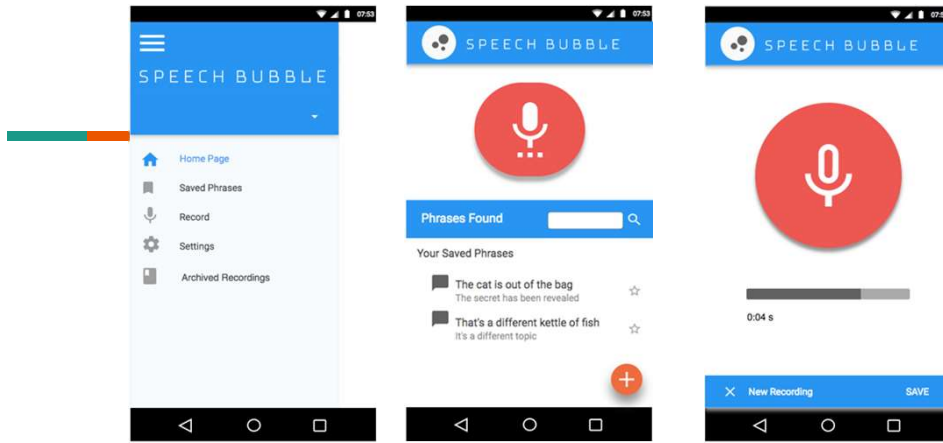 07:53
SPEECH BUBBLE
Home Page
Saved Phrases
Record
Settings
Archived Recordings
07:53
SPEECH BUBBLE
Phrases Found
Your Saved Phrases
The cat is out of the bag
The secret has been revealed
That's a different kettle of fish
It's a different topic
SPEECH BUBBLE
0:04 s
New Recording SAVE